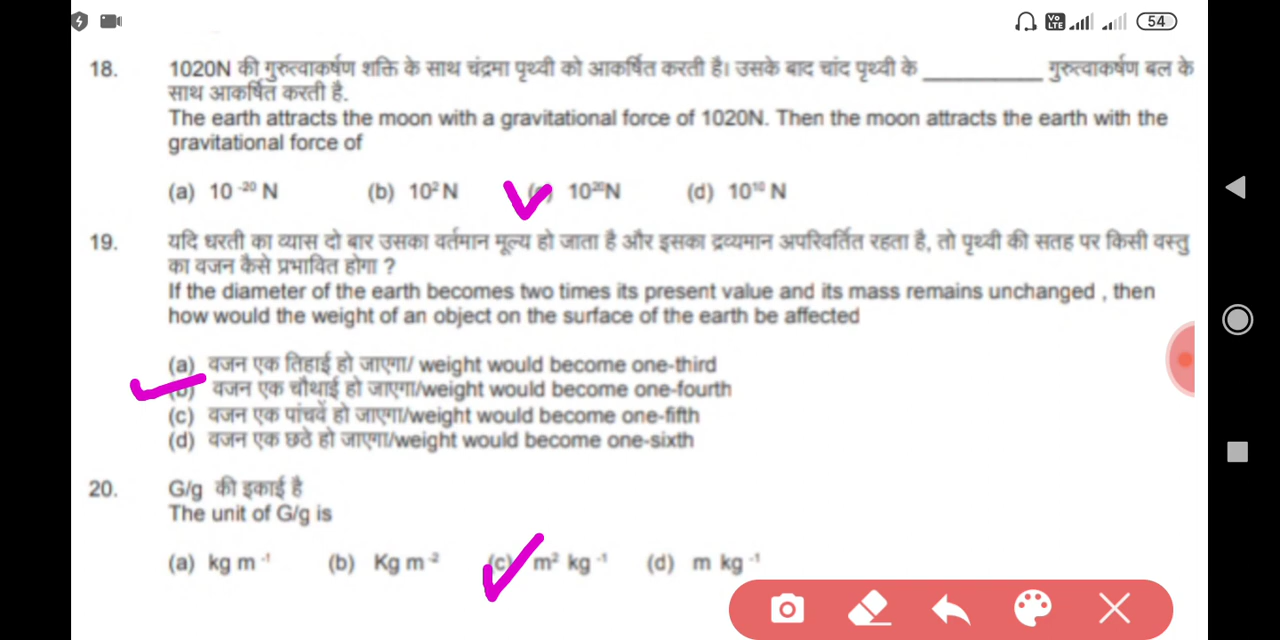 Vo LTE 54
18. 1020N की गुरुत्वाकर्षण शक्ति के साथ चंद्रमा पृथ्वी को आकर्षित करती है। उसके बाद चांद पृथ्वी के __________ गुरुत्वाकर्षण बल के
साथ आकर्षित करती है.
The earth attracts the moon with a gravitational force of 1020N. Then the moon attracts the earth with the
gravitational force of
(a) 10⁻²⁰ N (b) 10² N 10²⁰N (d) 10¹⁰ N
19. यदि धरती का व्यास दो बार उसका वर्तमान मूल्य हो जाता है और इसका द्रव्यमान अपरिवर्तित रहता है, तो पृथ्वी की सतह पर किसी वस्तु
का वजन कैसे प्रभावित होगा ?
If the diameter of the earth becomes two times its present value and its mass remains unchanged , then
how would the weight of an object on the surface of the earth be affected
(a) वजन एक तिहाई हो जाएगा/ weight would become one-third
(b) वजन एक चौथाई हो जाएगा/weight would become one-fourth
(c) वजन एक पांचवें हो जाएगा/weight would become one-fifth
(d) वजन एक छठे हो जाएगा/weight would become one-sixth
20. G/g की इकाई है
The unit of G/g is
(a) kg m⁻¹ (b) Kg m⁻² (c) m² kg⁻¹ (d) m kg⁻¹